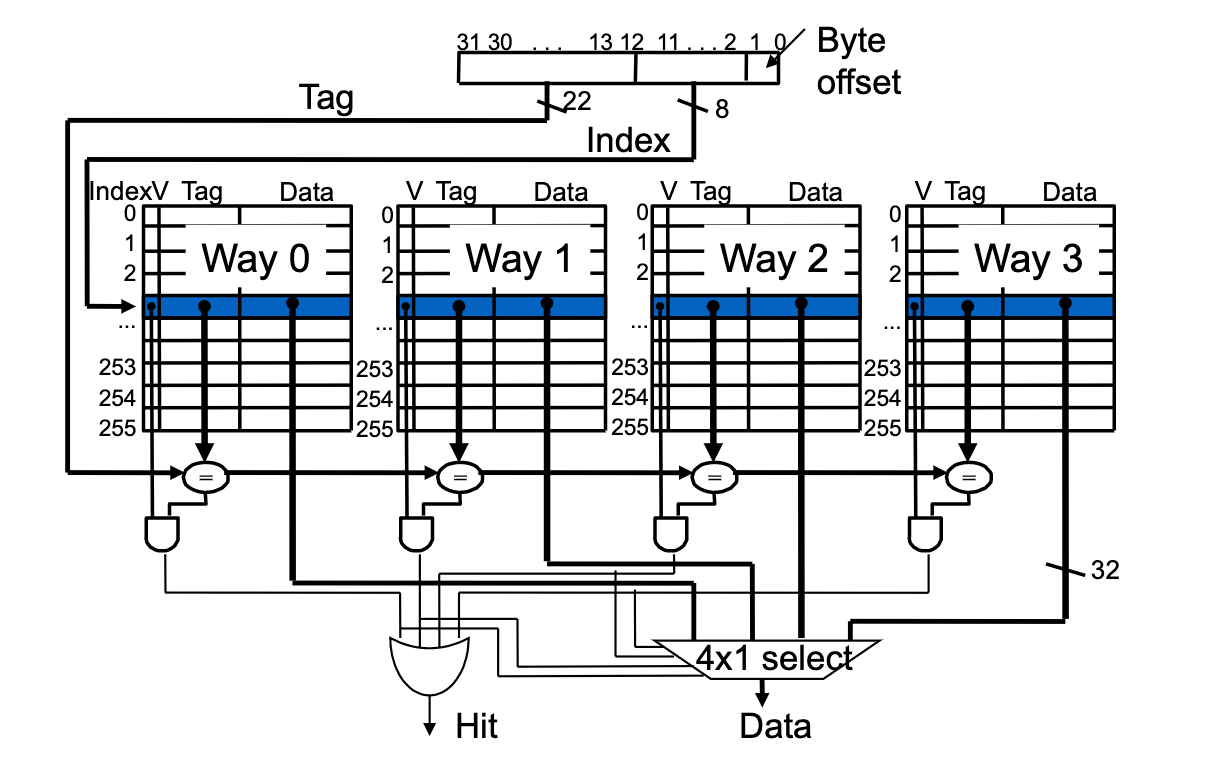 31 30 . . . 13 12 11 . . . 2 1 0
Byte
offset
Tag
22
8
Index
Index V Tag Data
V Tag Data
V Tag Data
V Tag Data
0
1
2
...
253
254
255
Way 0
0
1
2
...
253
254
255
Way 1
0
1
2
...
253
254
255
Way 2
0
1
2
...
253
254
255
Way 3
=
=
=
=
32
4x1 select
Hit
Data